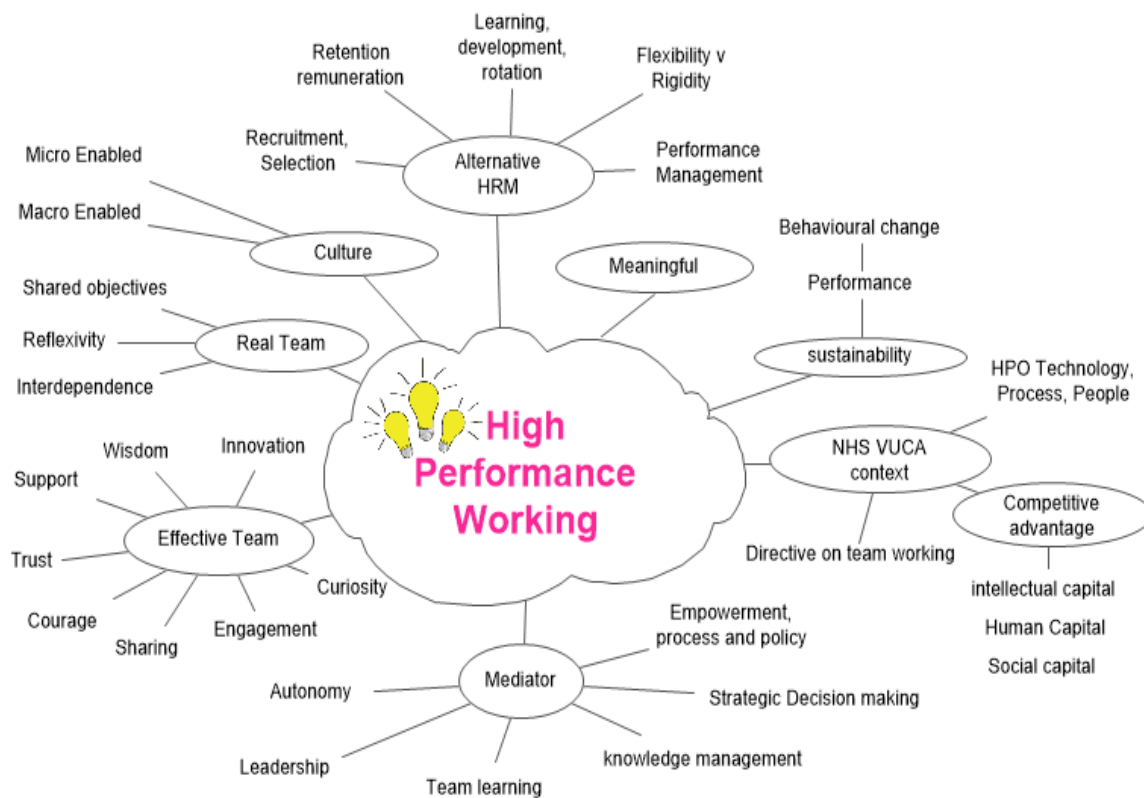 Learning,
development,
rotation
Retention
remuneration
Flexibility v
Rigidity
Recruitment,
Selection
Alternative
HRM
Performance
Management
Micro Enabled
Macro Enabled
Culture
Meaningful
Behavioural change
Performance
sustainability
Shared objectives
Reflexivity
Interdependence
Real Team
HPO Technology,
Process, People
NHS VUCA
context
Competitive
advantage
Directive on team working
intellectual capital
Human Capital
Social capital
High
Performance
Working
Wisdom
Innovation
Support
Effective Team
Trust
Curiosity
Courage
Sharing
Engagement
Empowerment,
process and policy
Mediator
Autonomy
Strategic Decision making
Leadership
Team learning
knowledge management